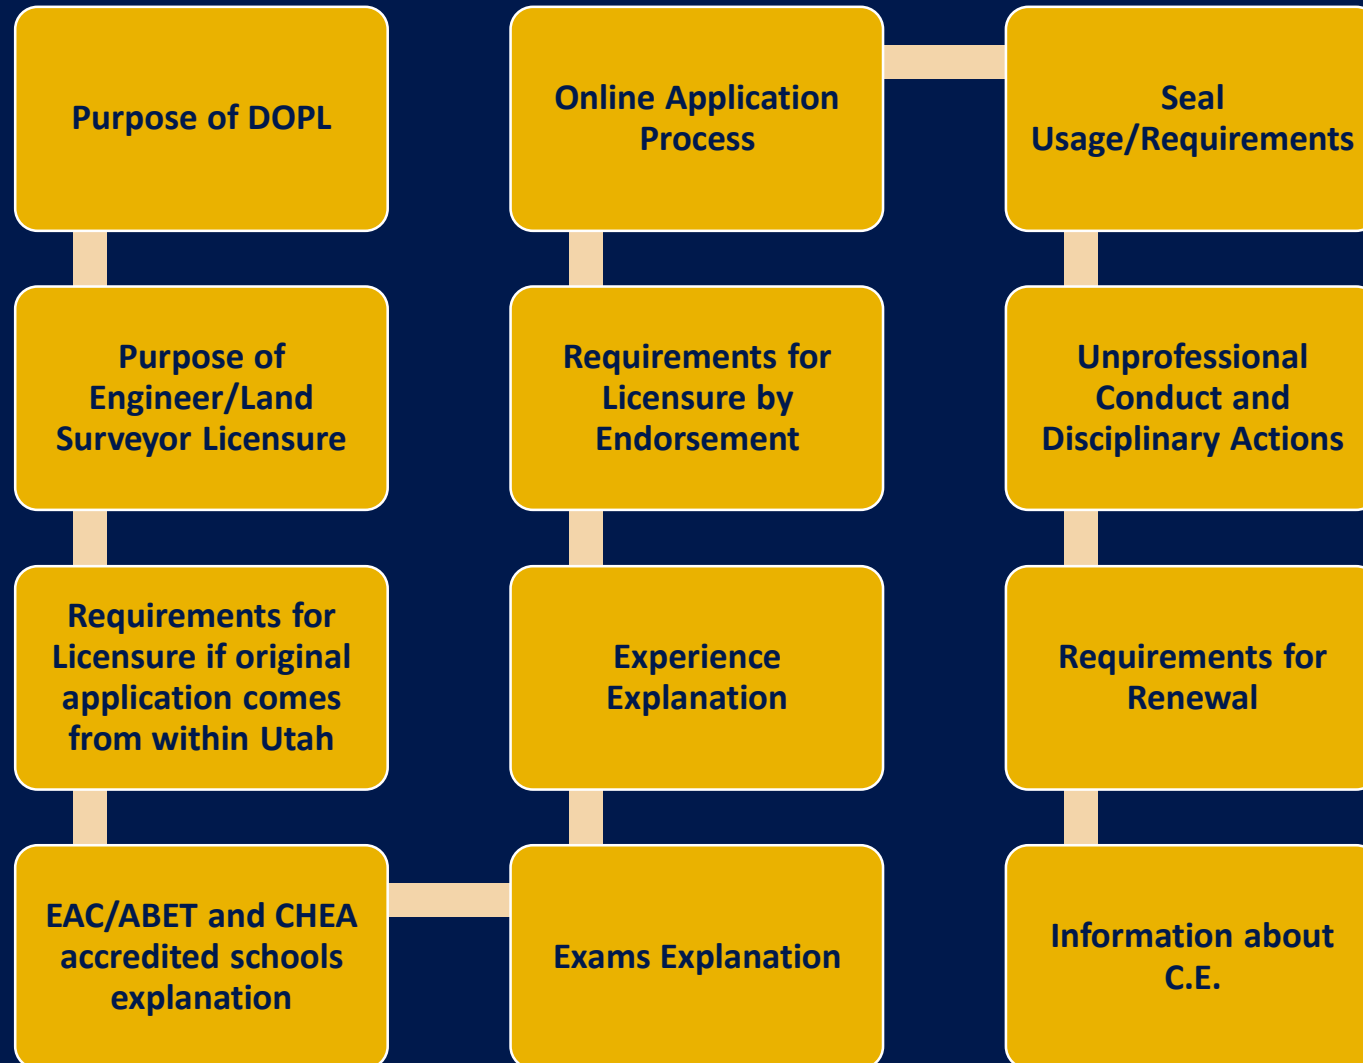 Purpose of DOPL
Purpose of
Engineer/Land
Surveyor Licensure
Requirements for
Licensure if original
application comes
from within Utah
EAC/ABET and CHEA
accredited schools
explanation
Exams Explanation
Experience
Explanation
Requirements for
Licensure by
Endorsement
Online Application
Process
Seal
Usage/Requirements
Unprofessional
Conduct and
Disciplinary Actions
Requirements for
Renewal
Information about
C.E.